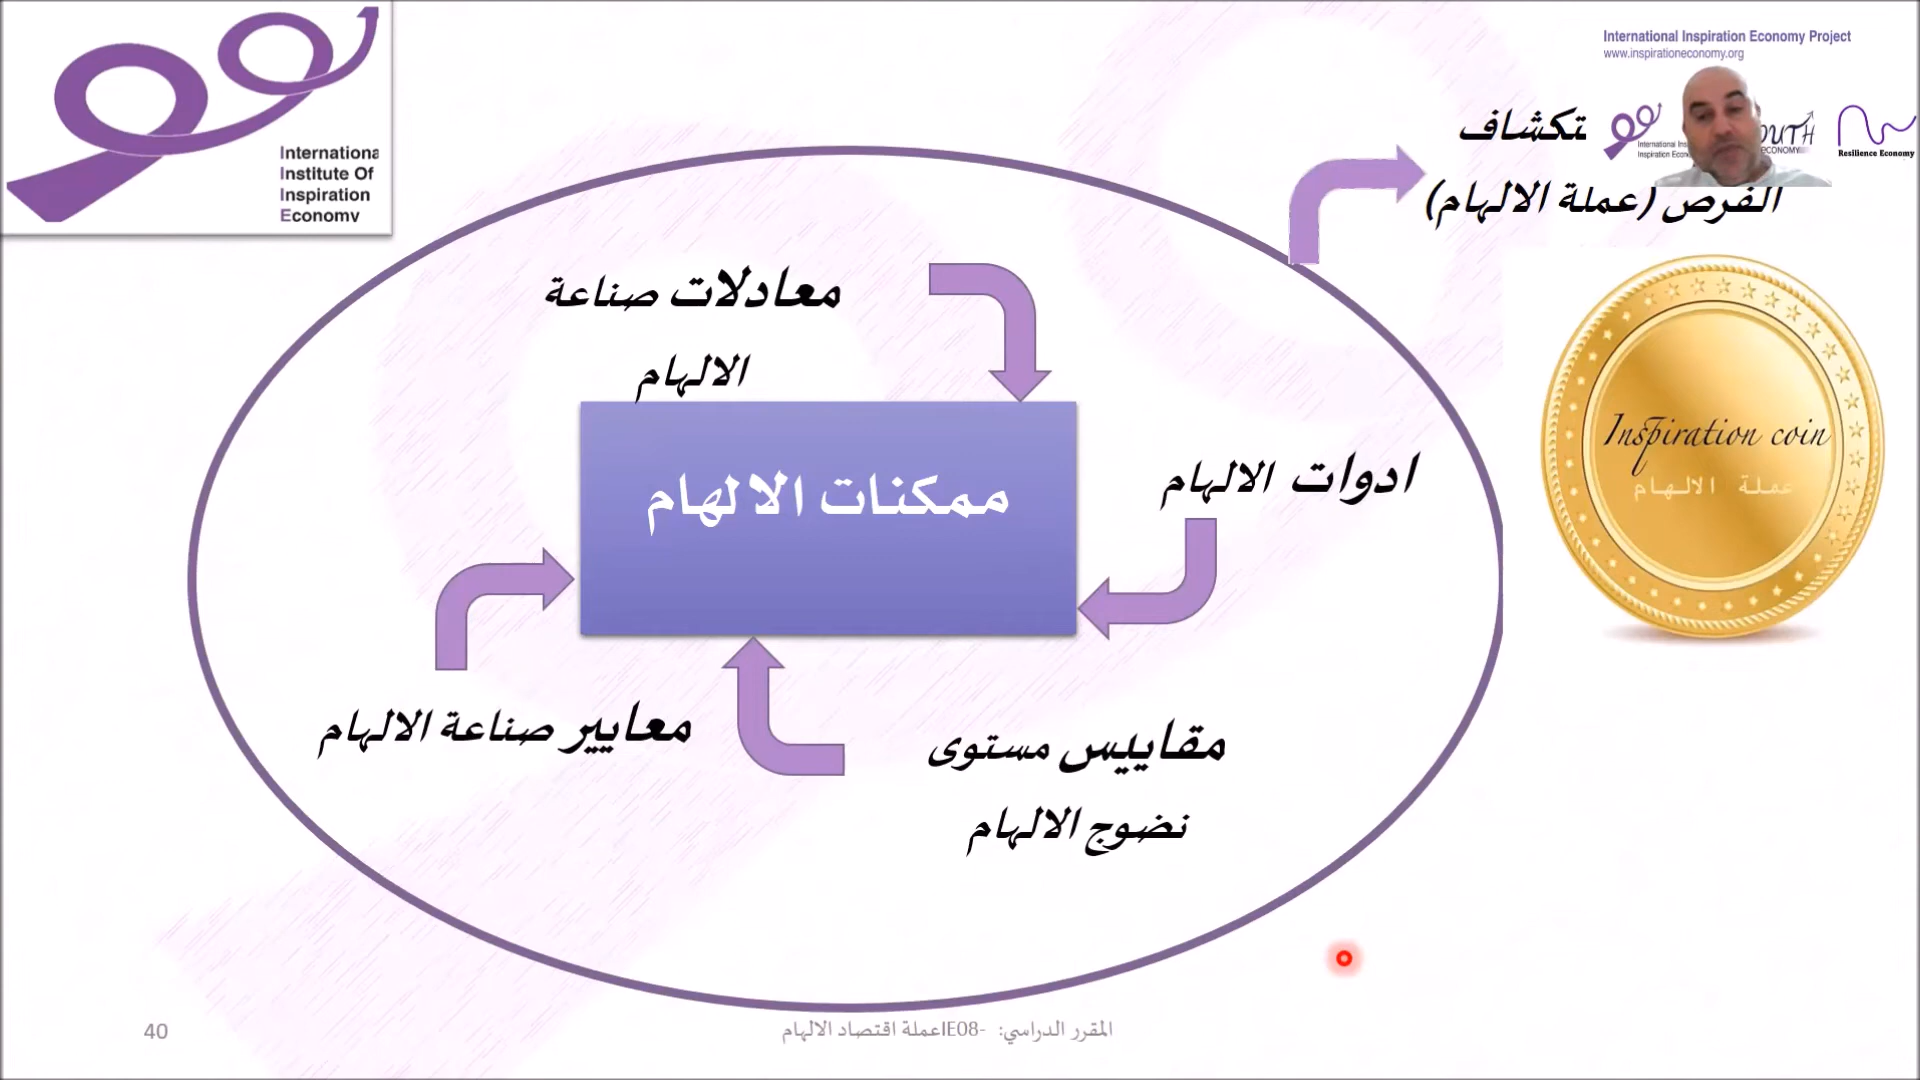 International
Institute Of
Inspiration
Economy
International Inspiration Economy Project
www.inspirationeconomy.org
Resilience Economy
تكشاف
الفرص (عملة الالهام)
معادلات صناعة
الالهام
ممكنات الالهام
ادوات الالهام
Inspiration coin
عملة الالهام
معايير صناعة الالهام
مقاييس مستوى
نضوج الالهام
المقرر الدراسي: -IE08عملة اقتصاد الالهام
40